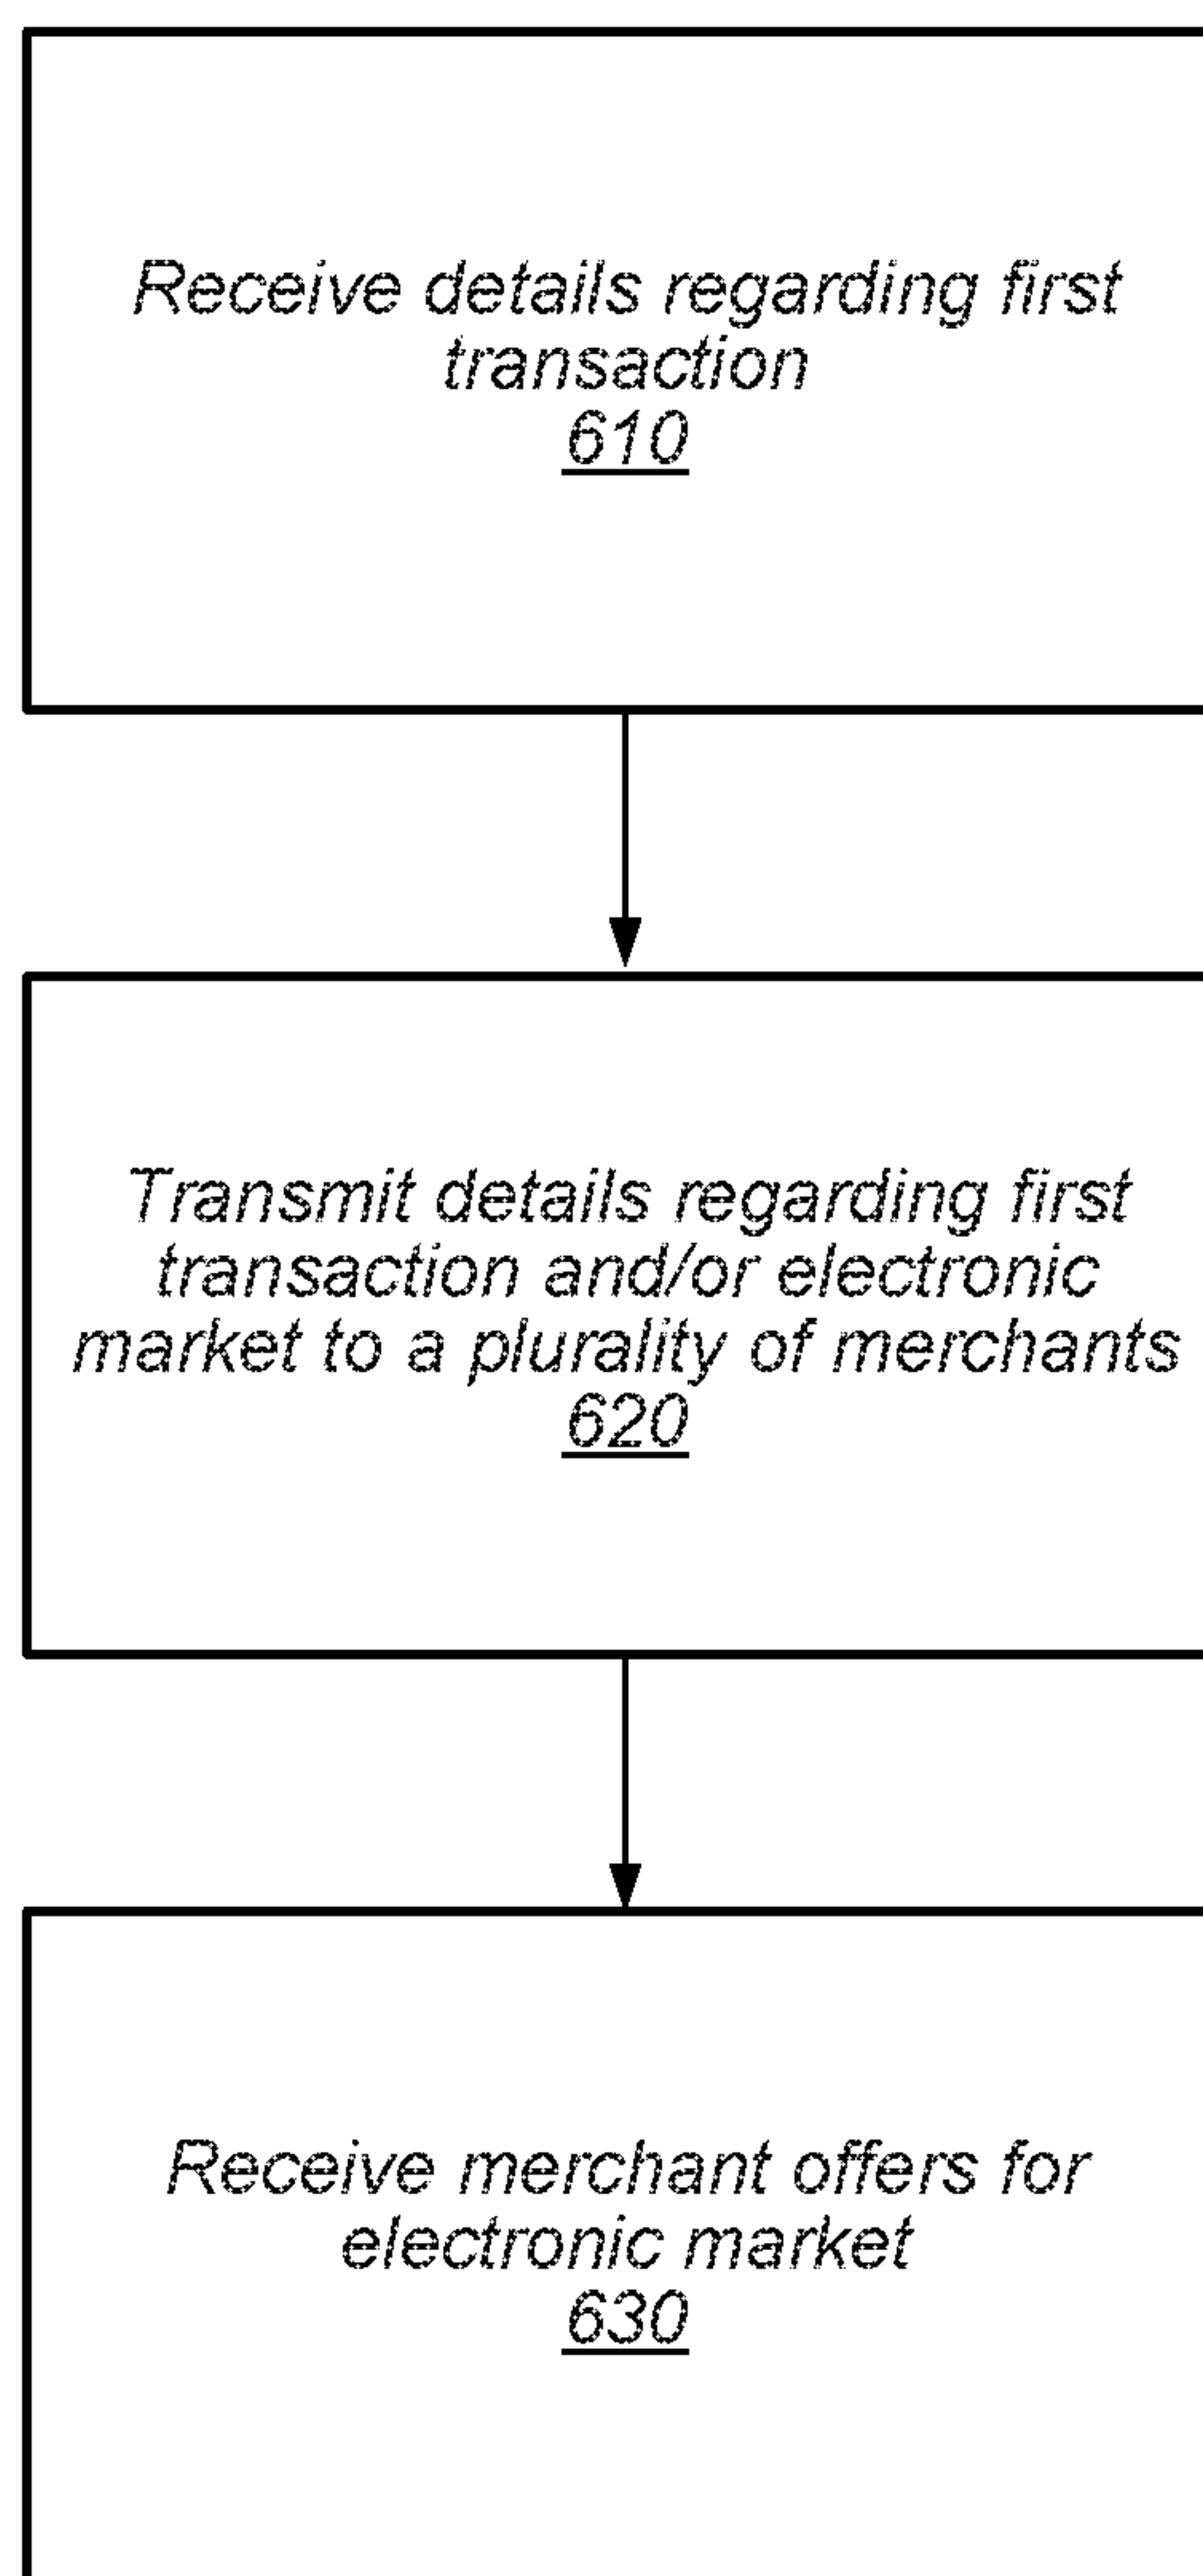 Receive details regarding first
transaction
610
Transmit details regarding first
transaction and/or electronic
market to a plurality of merchants
620
Receive merchant offers for
electronic market
630